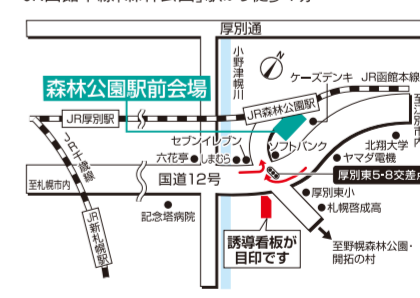 厚別通
小野津幌川
N
ケーズデンキ
JR函館本線
森林公園駅前会場
JR森林公園駅
至江別市内
JR厚別駅
セブンイレブン
ソフトバンク
北翔大学
JR千歳線
六花亭
しまむら
ヤマダ電機
国道12号
厚別東5・8交差点
至札幌市内
厚別東小
札幌啓成高
記念塔病院
JR新札幌駅
誘導看板が
目印です
至野幌森林公園・
開拓の村